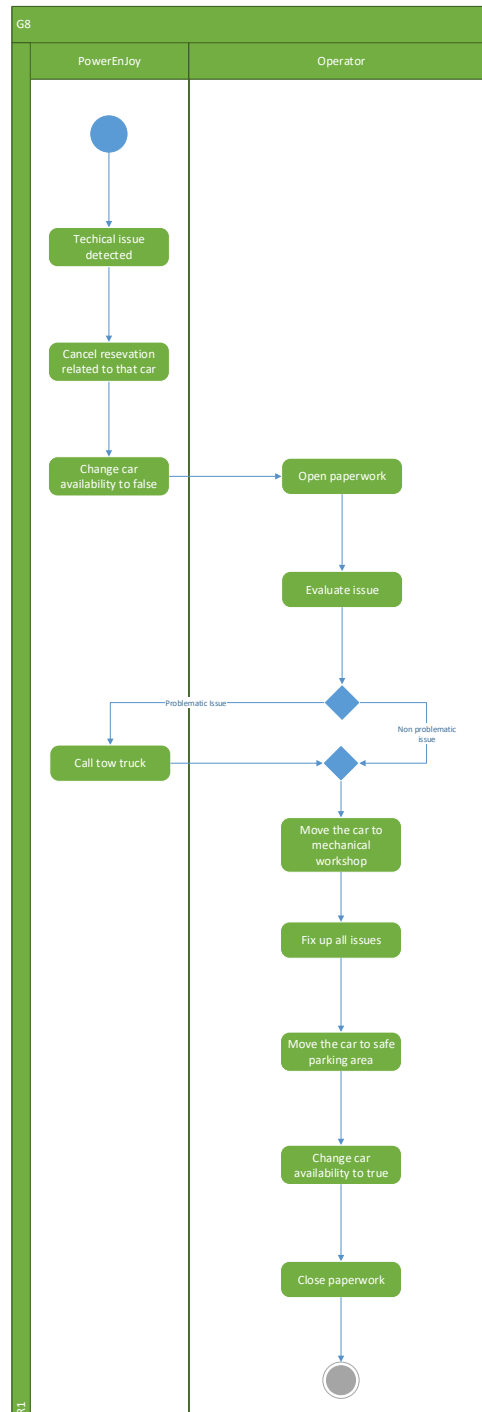 G8
PowerEnJoy
Operator
Techical issue
detected
Cancel resevation
related to that car
Change car
availability to false
Open paperwork
Evaluate issue
Problematic Issue
Non problematic
issue
Call tow truck
Move the car to
mechanical
workshop
Fix up all issues
Move the car to safe
parking area
Change car
availability to true
Close paperwork
R1